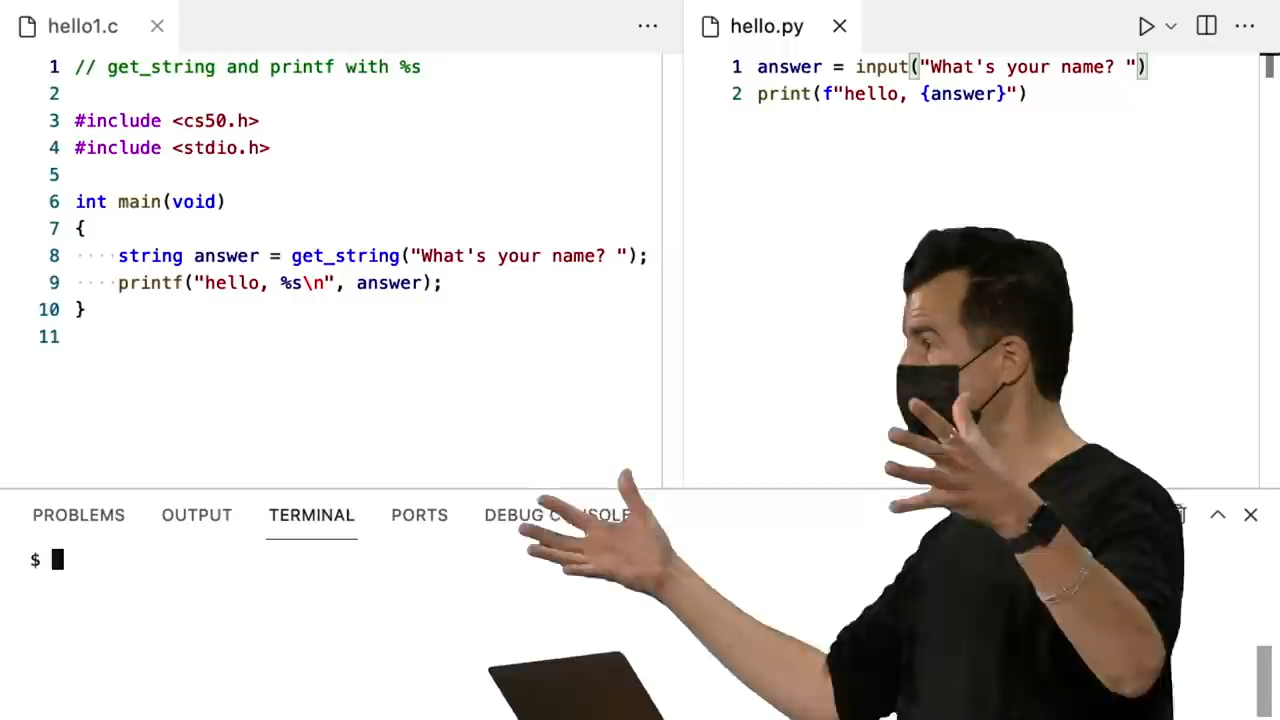 hello1.c
hello.py
1 // get_string and printf with %s
2
3 #include <cs50.h>
4 #include <stdio.h>
5
6 int main(void)
7 {
8 ····string answer = get_string("What's your name? ");
9 ····printf("hello, %s\n", answer);
10 }
11
1 answer = input("What's your name? ")
2 print(f"hello, {answer}")
PROBLEMS OUTPUT TERMINAL PORTS DEBUG CONSOLE
$